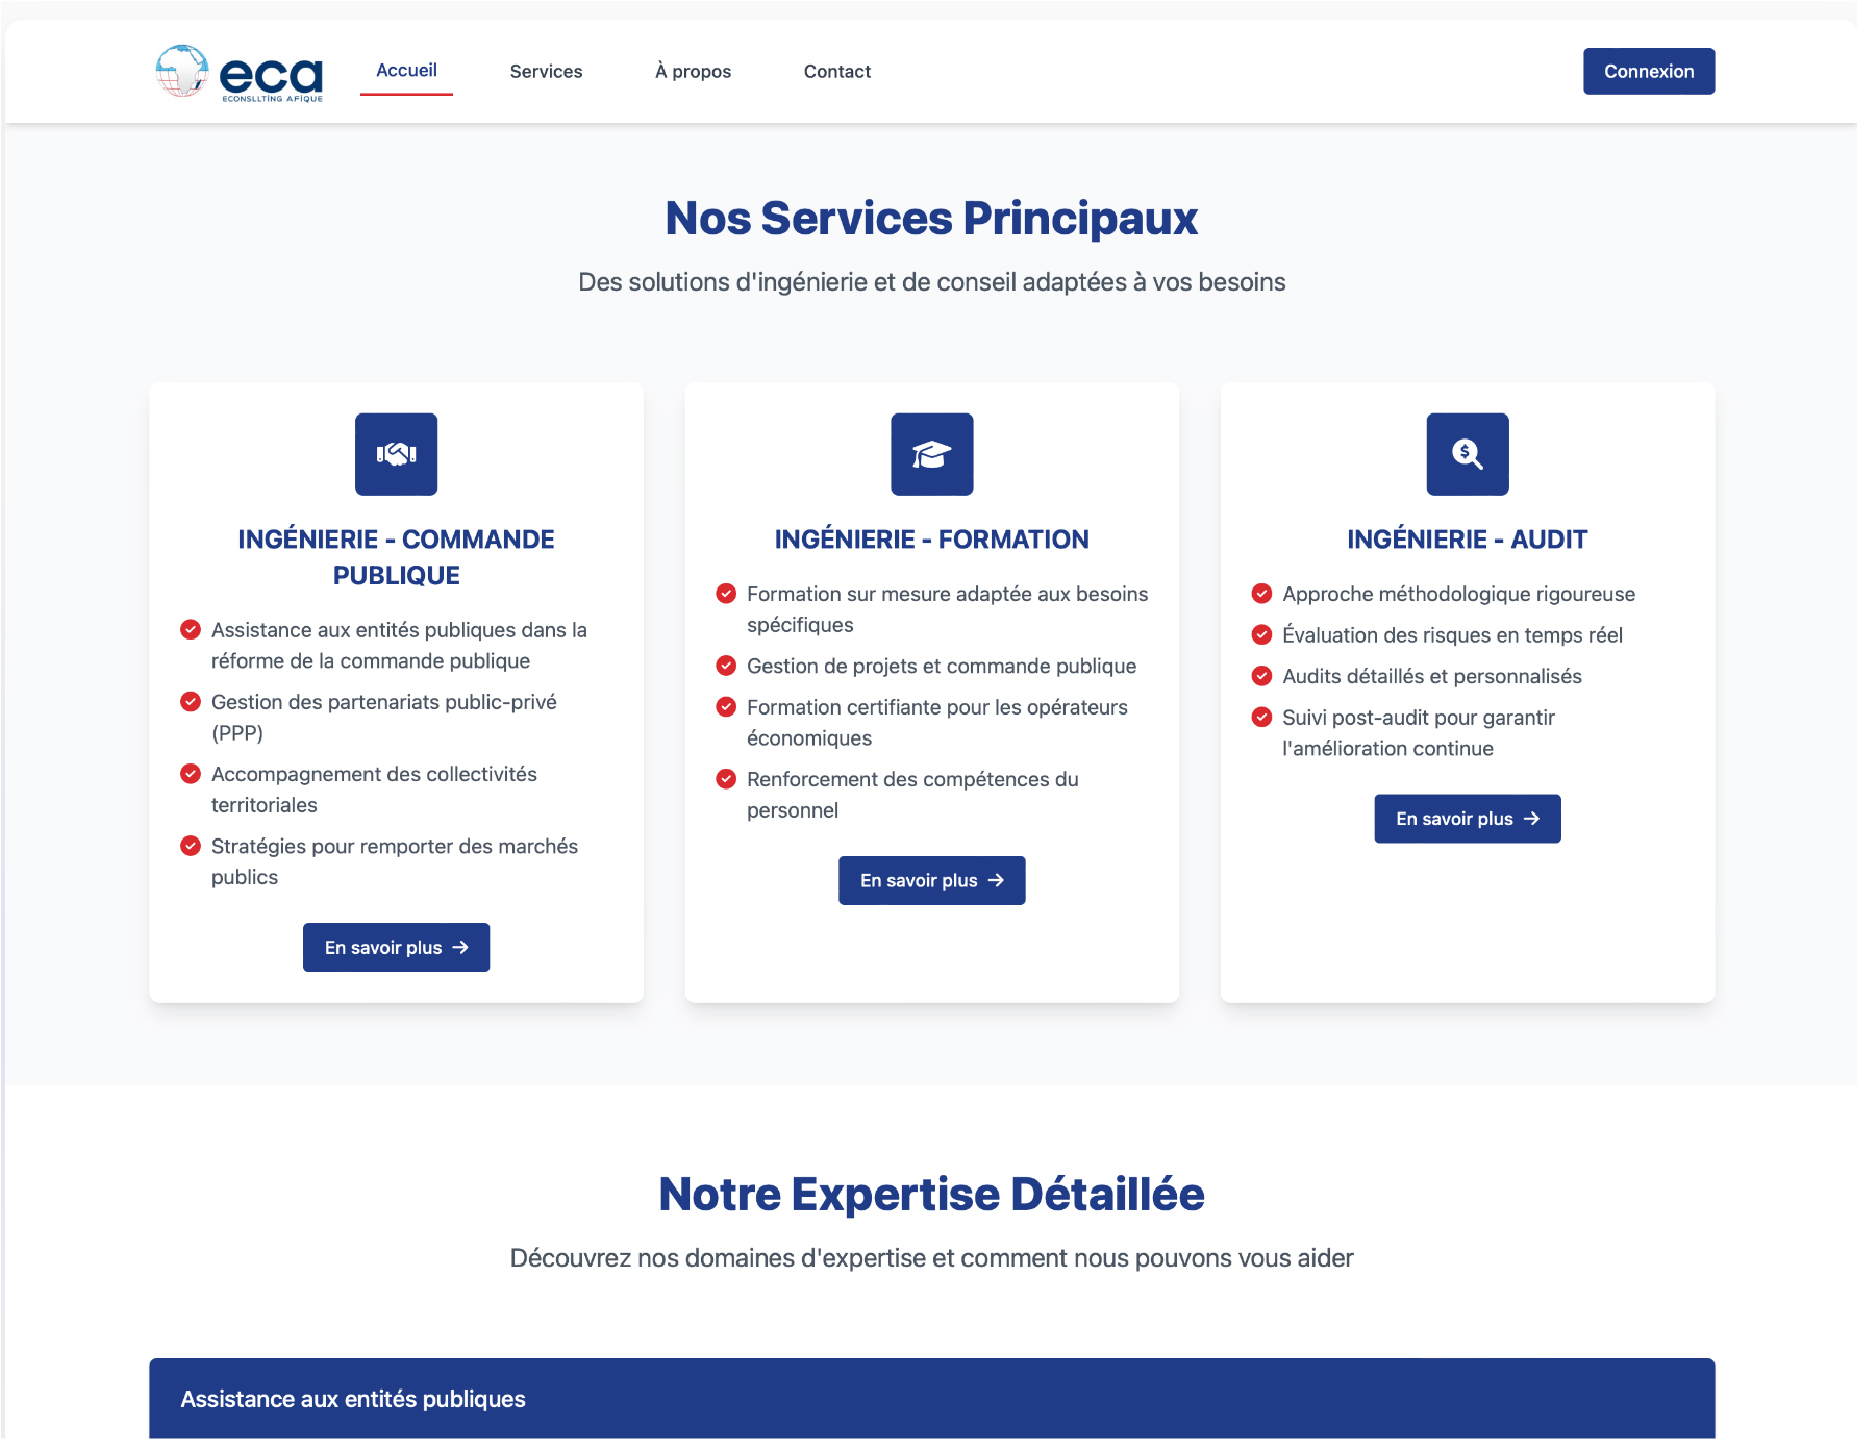 eca
ECONSLLTING AFIQUE
Accueil
Services
À propos
Contact
Connexion
Nos Services Principaux
Des solutions d'ingénierie et de conseil adaptées à vos besoins
INGÉNIERIE - COMMANDE
PUBLIQUE
Assistance aux entités publiques dans la
réforme de la commande publique
Gestion des partenariats public-privé
(PPP)
Accompagnement des collectivités
territoriales
Stratégies pour remporter des marchés
publics
En savoir plus →
INGÉNIERIE - FORMATION
Formation sur mesure adaptée aux besoins
spécifiques
Gestion de projets et commande publique
Formation certifiante pour les opérateurs
économiques
Renforcement des compétences du
personnel
En savoir plus →
INGÉNIERIE - AUDIT
Approche méthodologique rigoureuse
Évaluation des risques en temps réel
Audits détaillés et personnalisés
Suivi post-audit pour garantir
l'amélioration continue
En savoir plus →
Notre Expertise Détaillée
Découvrez nos domaines d'expertise et comment nous pouvons vous aider
Assistance aux entités publiques